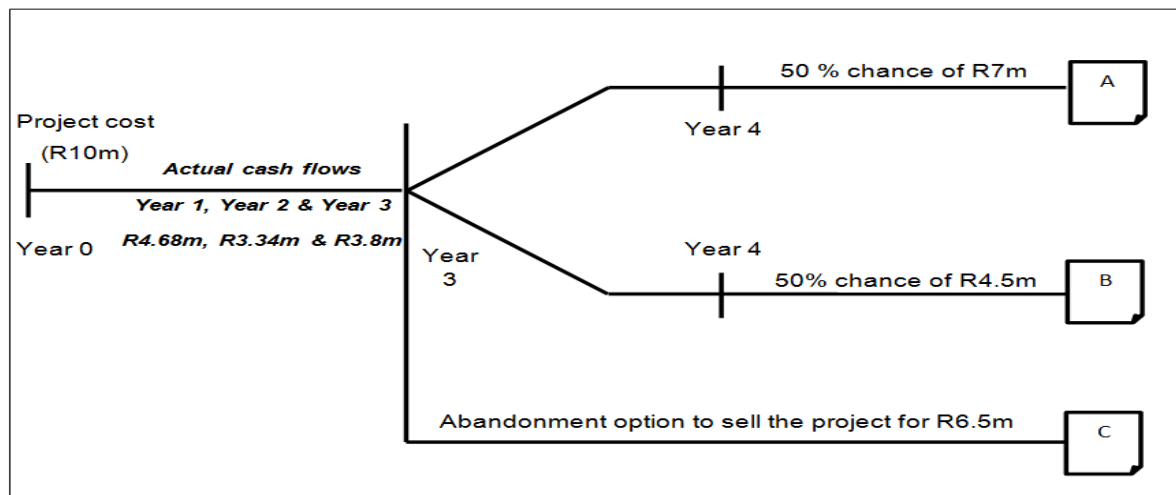 50 % chance of R7m
A
Year 4
Project cost
(R10m)
Actual cash flows
Year 1, Year 2 & Year 3
R4.68m, R3.34m & R3.8m
Year 0
Year
3
Year 4
50% chance of R4.5m
B
Abandonment option to sell the project for R6.5m
C